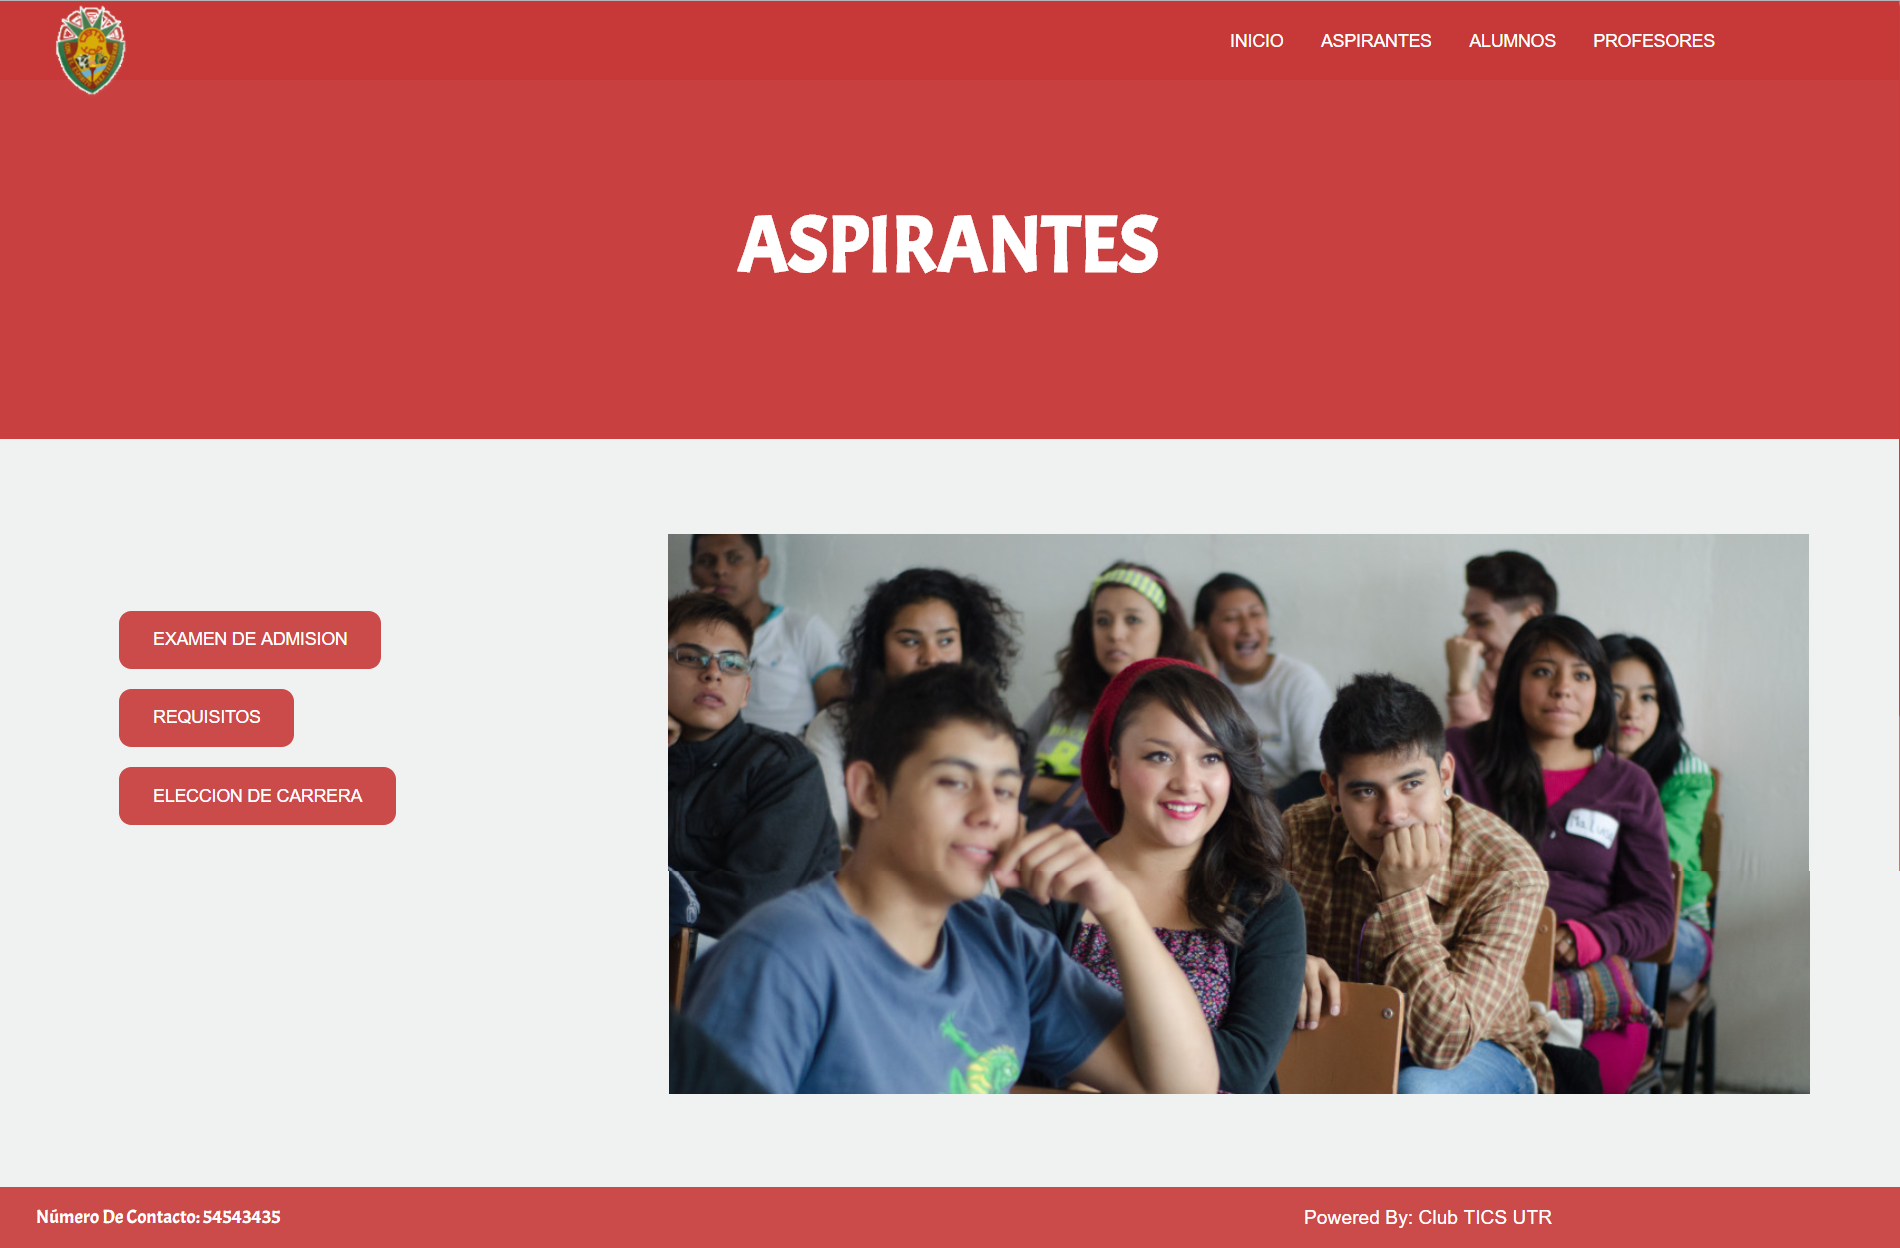 INICIO ASPIRANTES ALUMNOS PROFESORES
ASPIRANTES
EXAMEN DE ADMISION
REQUISITOS
ELECCION DE CARRERA
Número De Contacto: 54543435
Powered By: Club TICS UTR